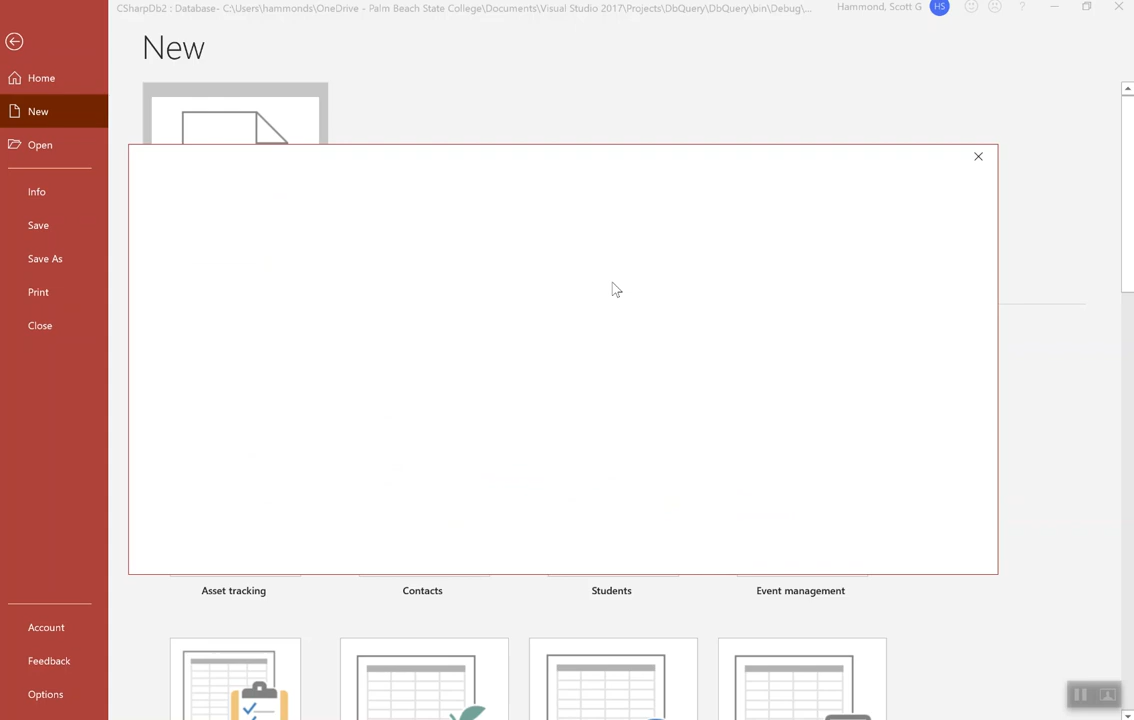 CSharpDb2 : Database- C:\Users\hammonds\OneDrive - Palm Beach State College\Documents\Visual Studio 2017\Projects\DbQuery\DbQuery\bin\Debug\...
Hammond, Scott G
HS
?
New
Home
New
Open
Info
Save
Save As
Print
Close
Asset tracking
Contacts
Students
Event management
Account
Feedback
Options